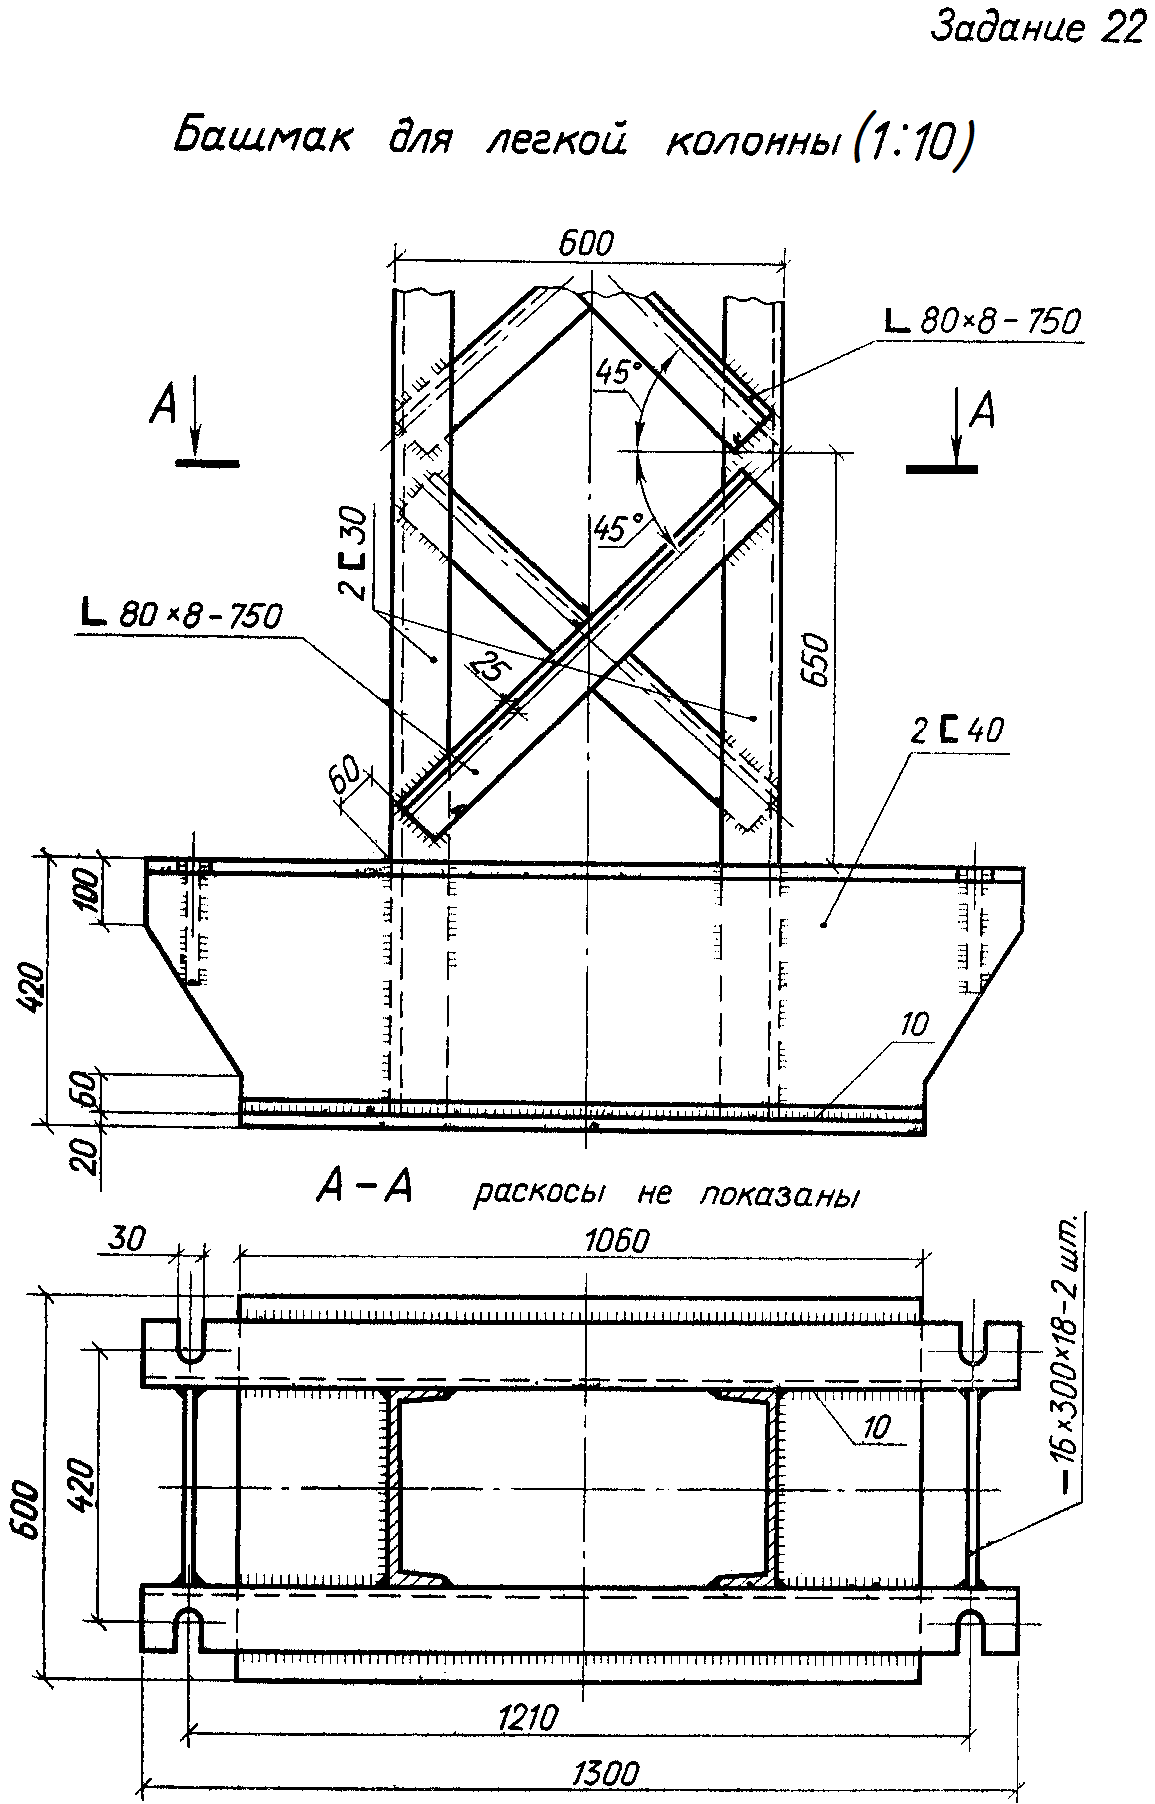 Задание 22
Башмак для легкой колонны (1:10)
600
L 80×8-750
45°
А
А
45°
2 [ 30
L 80×8-750
25
650
2 [ 40
60
100
420
10
60
20
А-А раскосы не показаны
30
1060
-16×300×18-2 шт.
10
420
600
1210
1300